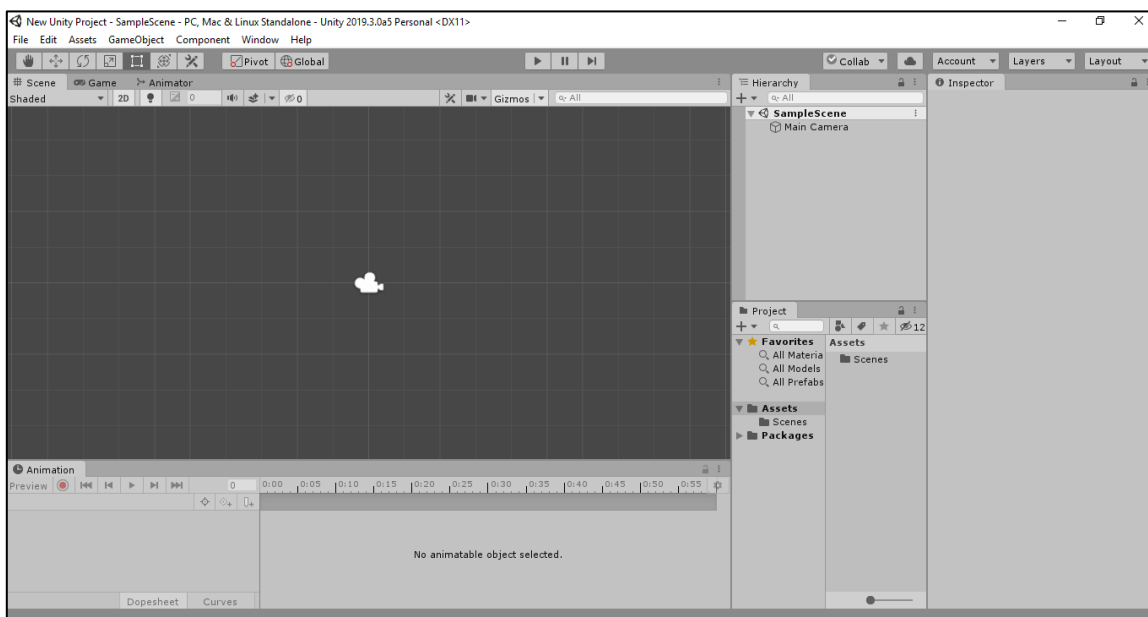 New Unity Project - SampleScene - PC, Mac & Linux Standalone - Unity 2019.3.0a5 Personal <DX11>
File Edit Assets GameObject Component Window Help
Pivot Global Collab Account Layers Layout
Scene Game Animator
Shaded 2D 0 0 Gizmos All
Hierarchy
All
SampleScene
Main Camera
Inspector
Project
12
Favorites
All Materia
All Models
All Prefabs
Assets
Scenes
Packages
Assets
Scenes
Animation
Preview 0 0:00 0:05 0:10 0:15 0:20 0:25 0:30 0:35 0:40 0:45 0:50 0:55
No animatable object selected.
Dopesheet Curves